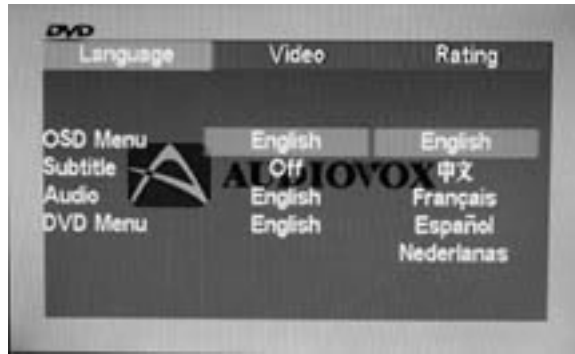 DVD
Language Video Rating
OSD Menu English English
Subtitle Off 中文
AUDIOVOX
Audio English Français
DVD Menu English Español
Nederlanas